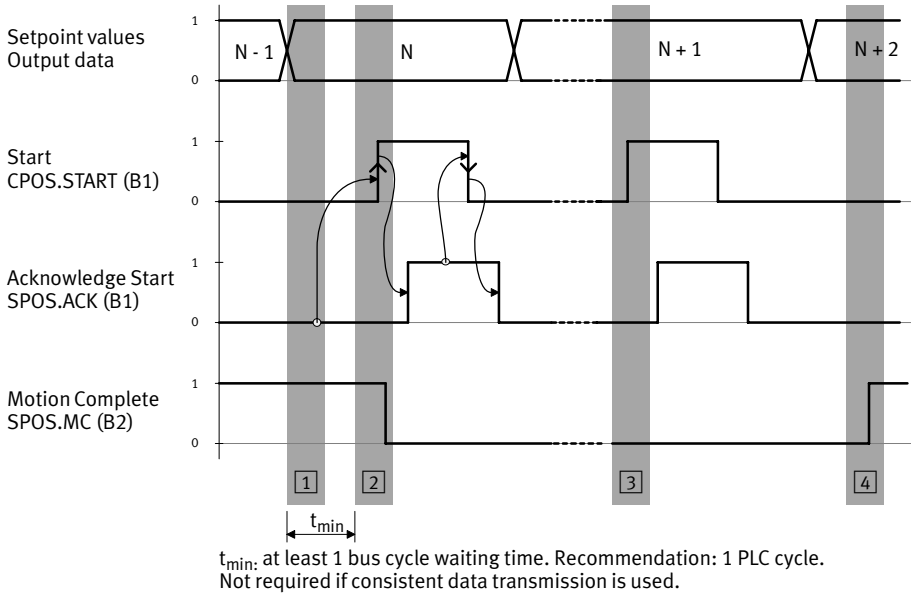 Setpoint values
Output data
1
0
N - 1
N
N + 1
N + 2
Start
CPOS.START (B1)
1
0
Acknowledge Start
SPOS.ACK (B1)
1
0
Motion Complete
SPOS.MC (B2)
1
0
1
2
3
4
tmin
tmin: at least 1 bus cycle waiting time. Recommendation: 1 PLC cycle.
Not required if consistent data transmission is used.